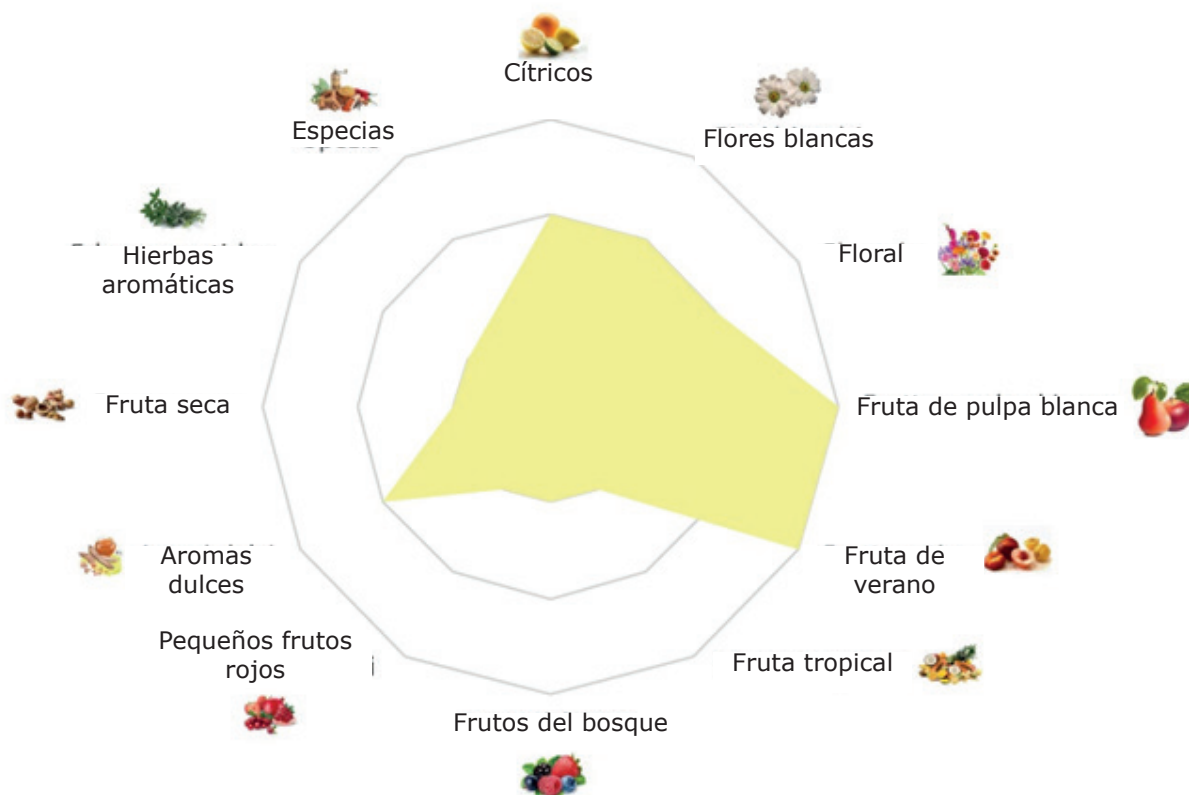 Cítricos
Flores blancas
Especias
Floral
Hierbas
aromáticas
Fruta seca
Fruta de pulpa blanca
Aromas
dulces
Fruta de
verano
Pequeños frutos
rojos
Fruta tropical
Frutos del bosque